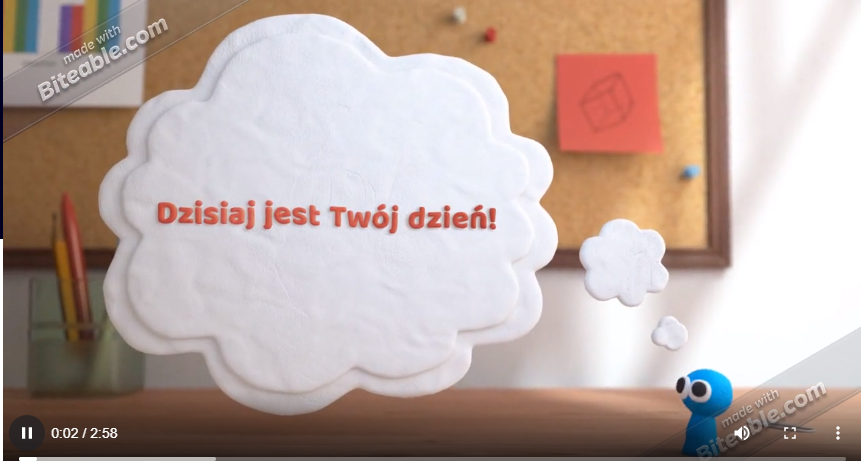 made with
Biteable.com
Dzisiaj jest Twój dzień!
made with
Biteable.com
0:02 / 2:58